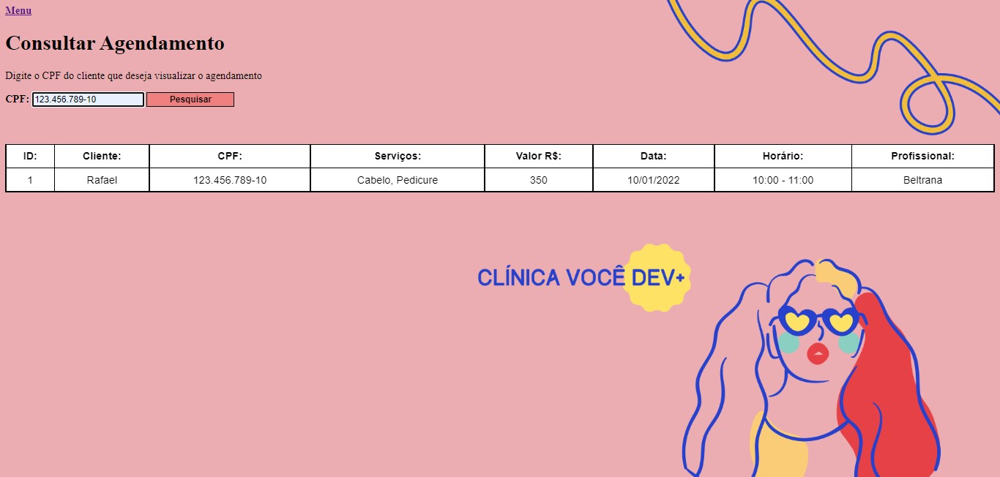 Menu
Consultar Agendamento
Digite o CPF do cliente que deseja visualizar o agendamento
CPF: 123.456.789-10 Pesquisar
ID: Cliente: CPF: Serviços: Valor R$: Data: Horário: Profissional:
1 Rafael 123.456.789-10 Cabelo, Pedicure 350 10/01/2022 10:00 - 11:00 Beltrana
CLÍNICA VOCÊ DEV+